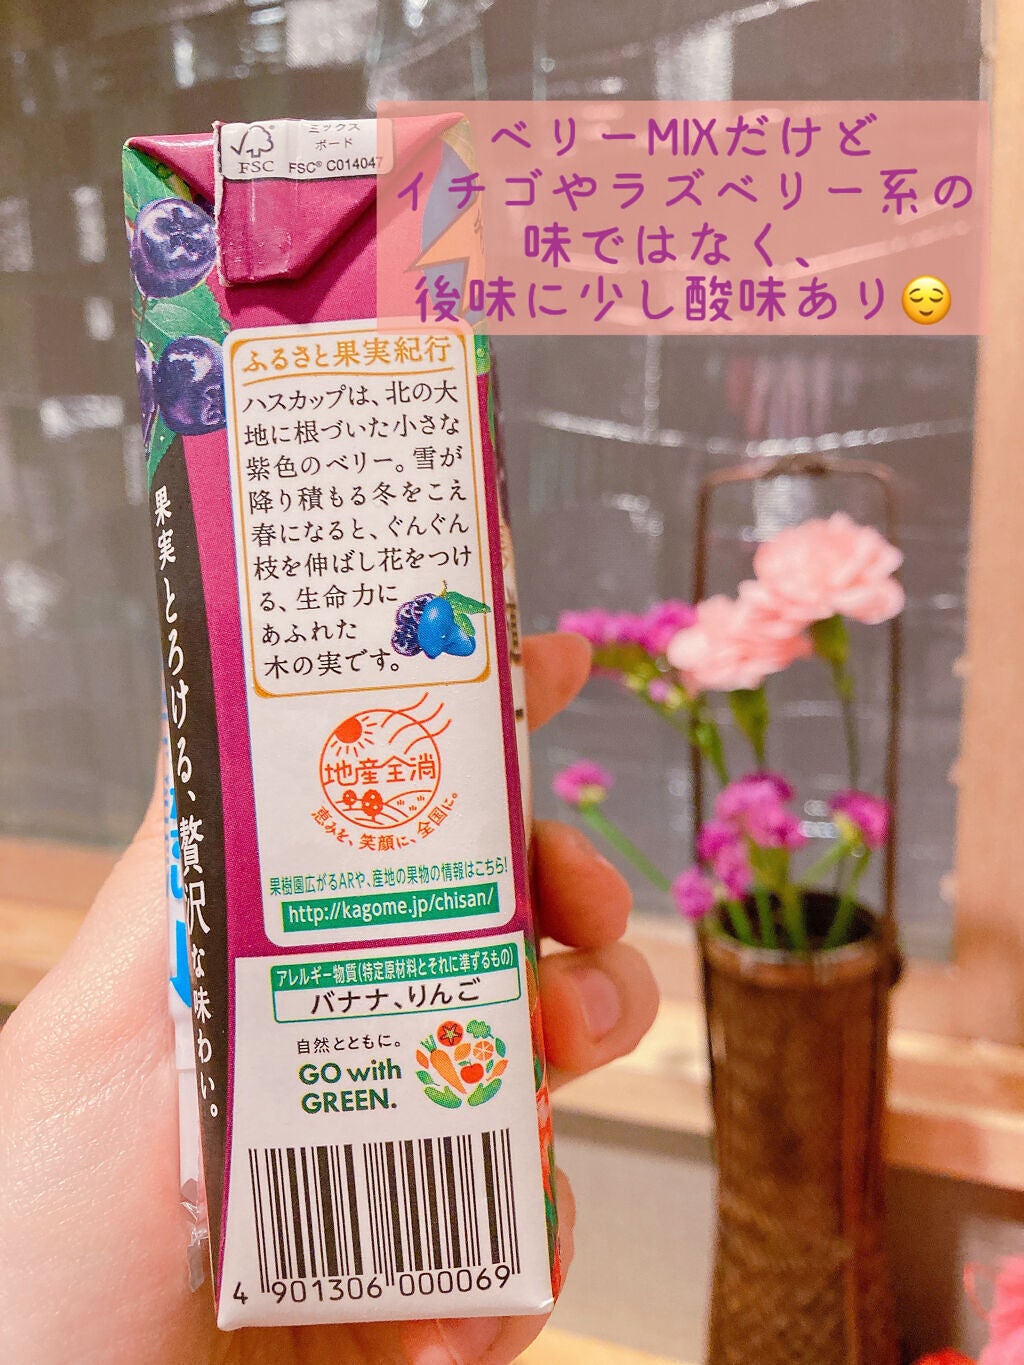 ベリーMIXだけど
イチゴやラズベリー系の
味ではなく、
後味に少し酸味あり😌
ミックス
ボード
FSC
FSC® C014047
ふるさと果実紀行
ハスカップは、北の大
地に根づいた小さな
紫色のベリー。雪が
降り積もる冬をこえ
春になると、ぐんぐん
枝を伸ばし花をつけ
る、生命力に
あふれた
木の実です。
果実とろける、贅沢な味わい。
地産全消
恵みを、笑顔に、全国に。
果樹園広がるARや、産地の果物の情報はこちら!
http://kagome.jp/chisan/
アレルギー物質(特定原材料とそれに準ずるもの)
バナナ、りんご
自然とともに。
GO with
GREEN.
4 901306 000069